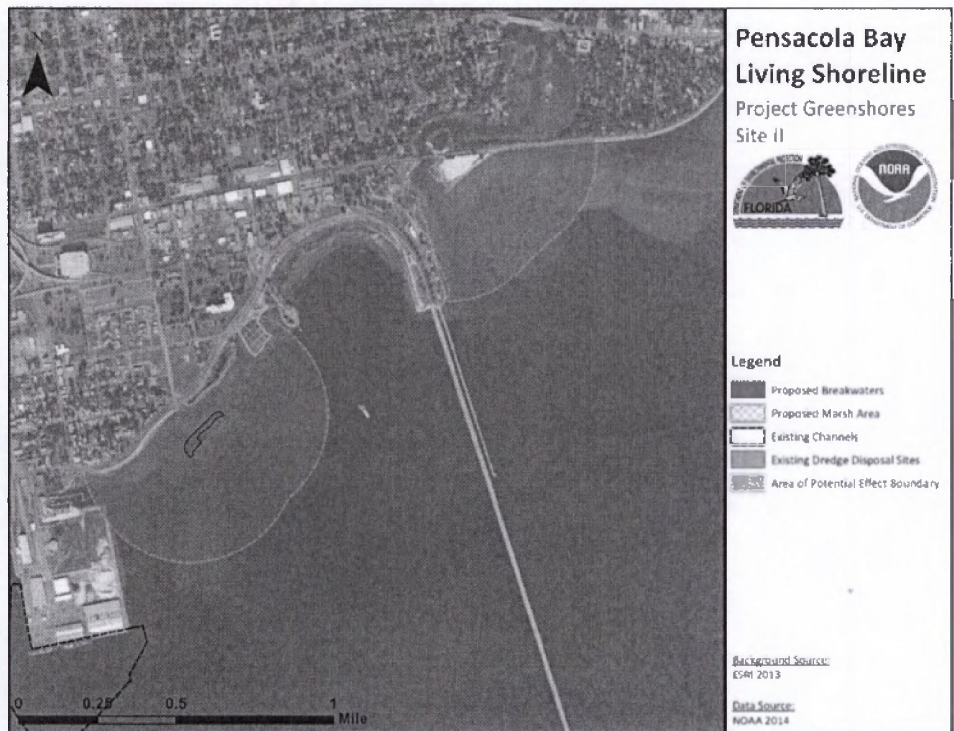 Pensacola Bay
Living Shoreline
Project Greenshores
Site II
FLORIDA
NOAA
Legend
Proposed Breakwaters
Proposed Marsh Area
Existing Channels
Existing Dredge Disposal Sites
Area of Potential Effect Boundary
Background Source:
ESRI 2013
Data Source:
NOAA 2014
0 0.25 0.5 1
Mile